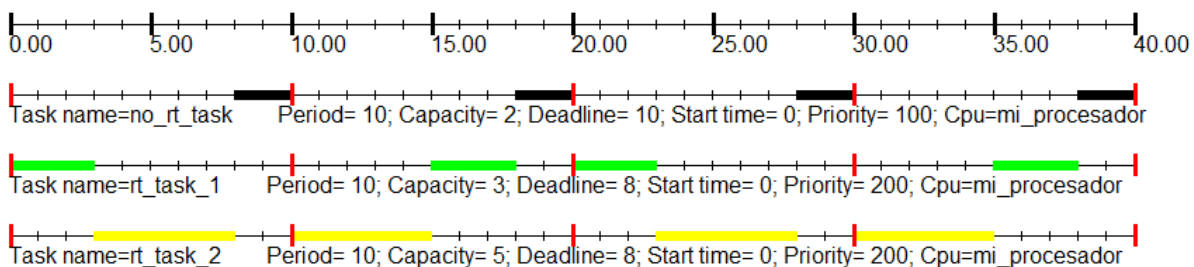 0.00 5.00 10.00 15.00 20.00 25.00 30.00 35.00 40.00
Task name=no_rt_task Period= 10; Capacity= 2; Deadline= 10; Start time= 0; Priority= 100; Cpu=mi_procesador
Task name=rt_task_1 Period= 10; Capacity= 3; Deadline= 8; Start time= 0; Priority= 200; Cpu=mi_procesador
Task name=rt_task_2 Period= 10; Capacity= 5; Deadline= 8; Start time= 0; Priority= 200; Cpu=mi_procesador